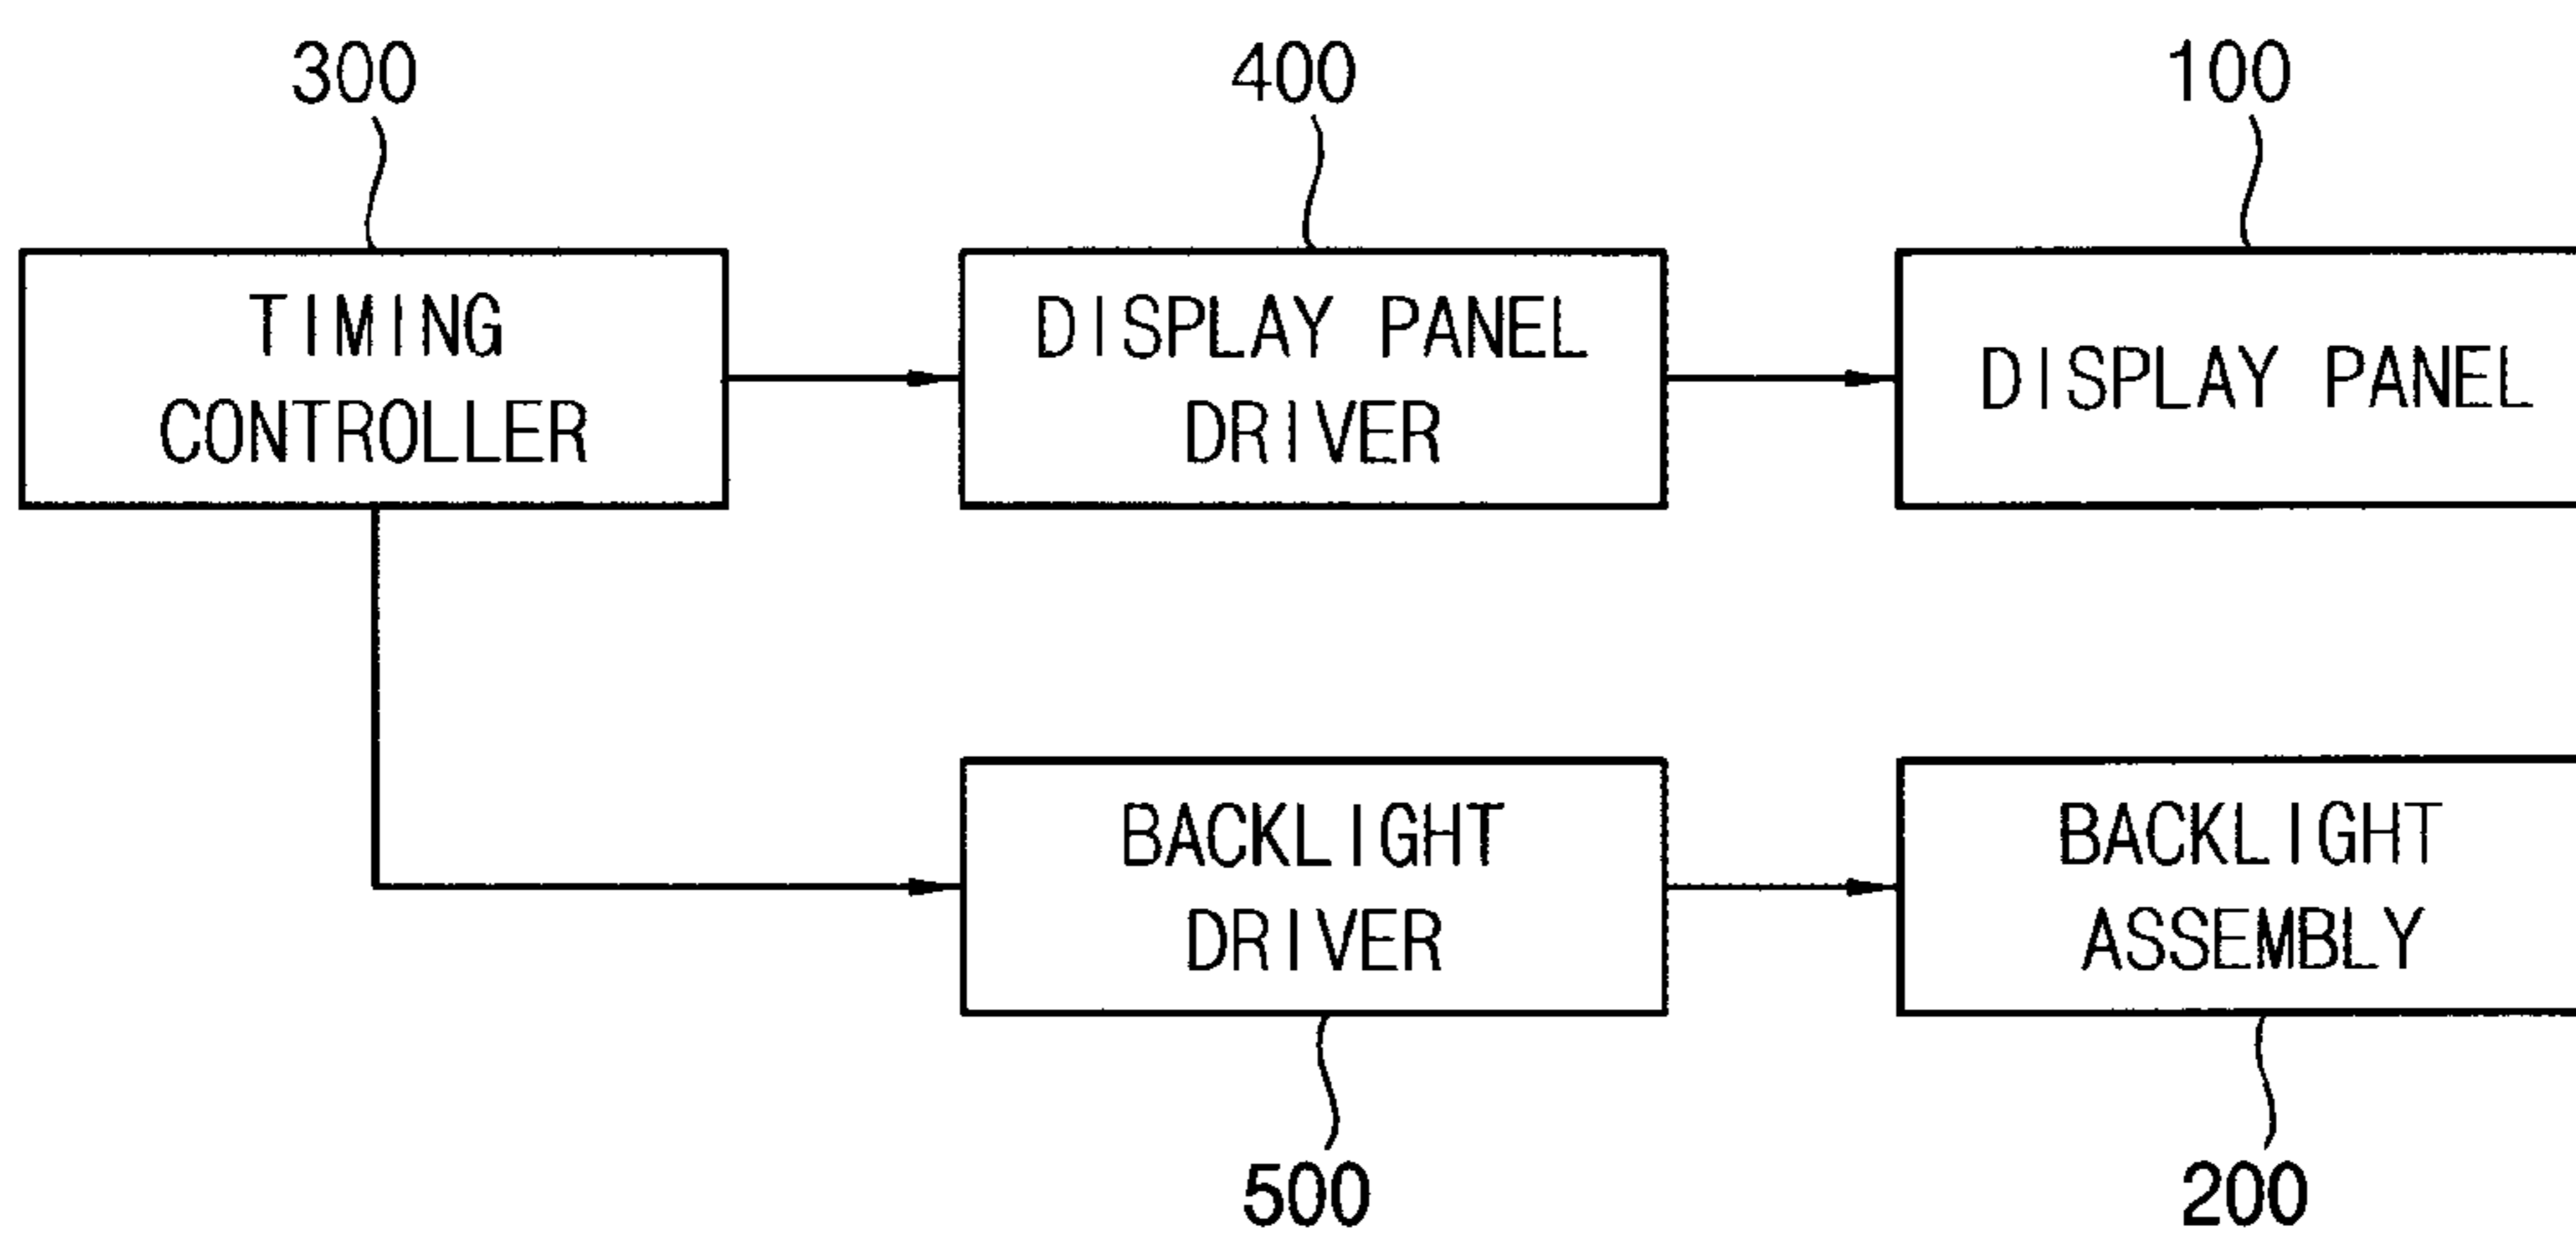 300
400
100
TIMING
CONTROLLER
DISPLAY PANEL
DRIVER
DISPLAY PANEL
BACKLIGHT
DRIVER
BACKLIGHT
ASSEMBLY
500
200